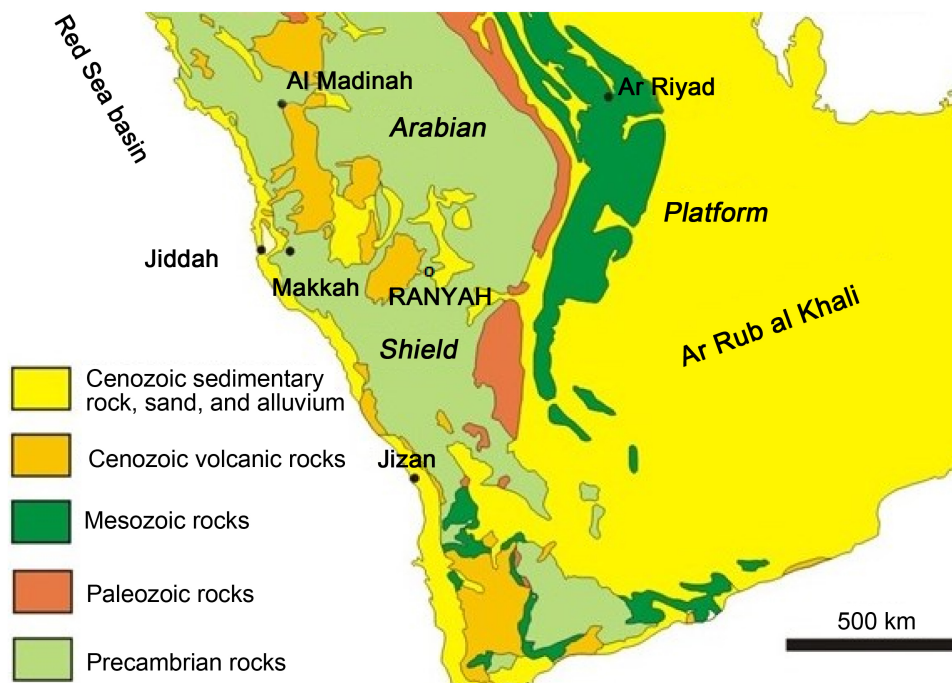 Red Sea basin
Al Madinah
Ar Riyad
Arabian
Platform
Jiddah
Makkah
RANYAH
Shield
Ar Rub al Khali
Cenozoic sedimentary
rock, sand, and alluvium
Cenozoic volcanic rocks
Jizan
Mesozoic rocks
Paleozoic rocks
Precambrian rocks
500 km